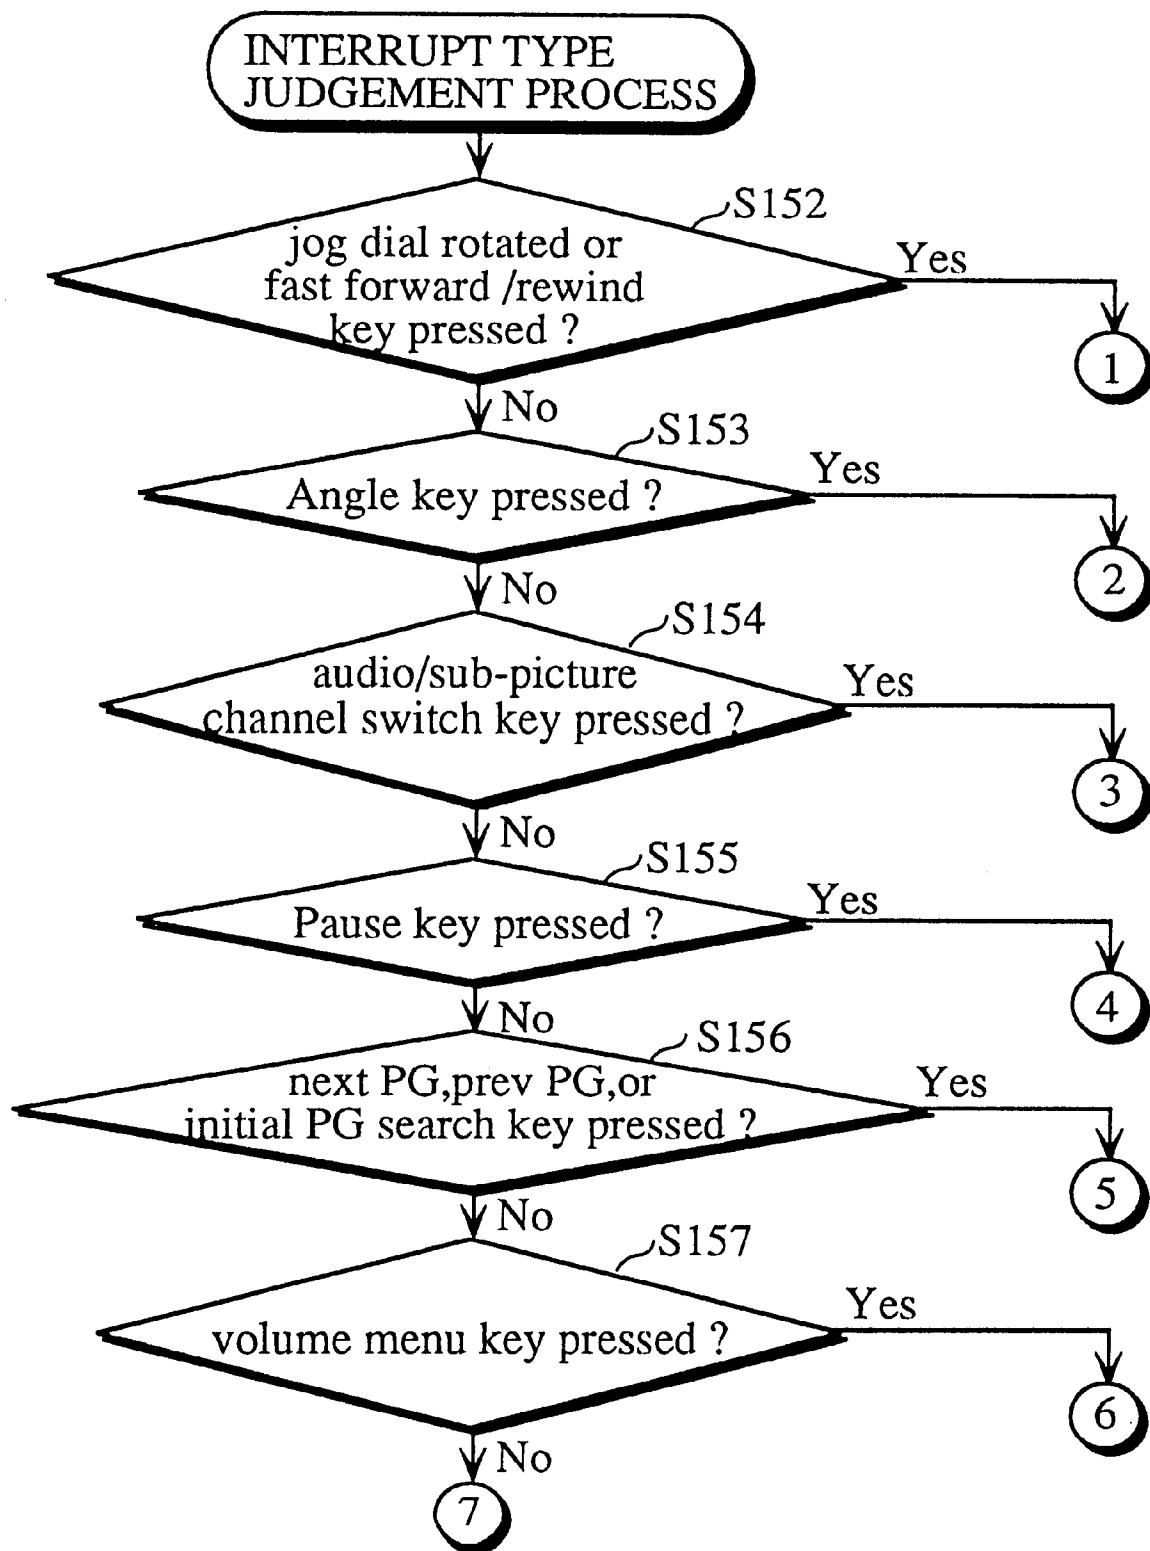 INTERRUPT TYPE
JUDGEMENT PROCESS
S152
jog dial rotated or
fast forward /rewind
key pressed ?
Yes
1
No
S153
Angle key pressed ?
Yes
2
No
S154
audio/sub-picture
channel switch key pressed ?
Yes
3
No
S155
Pause key pressed ?
Yes
4
No
S156
next PG,prev PG,or
initial PG search key pressed ?
Yes
5
No
S157
volume menu key pressed ?
Yes
6
No
7